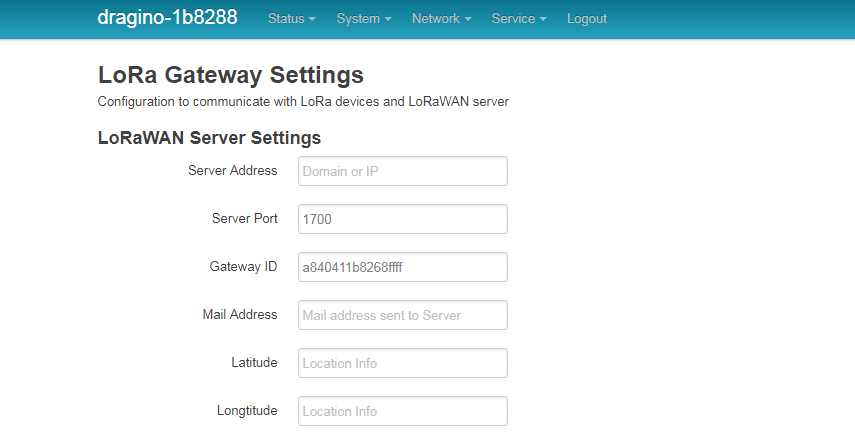 dragino-1b8288 Status System Network Service Logout
LoRa Gateway Settings
Configuration to communicate with LoRa devices and LoRaWAN server
LoRaWAN Server Settings
Server Address Domain or IP
Server Port 1700
Gateway ID a840411b8268ffff
Mail Address Mail address sent to Server
Latitude Location Info
Longtitude Location Info